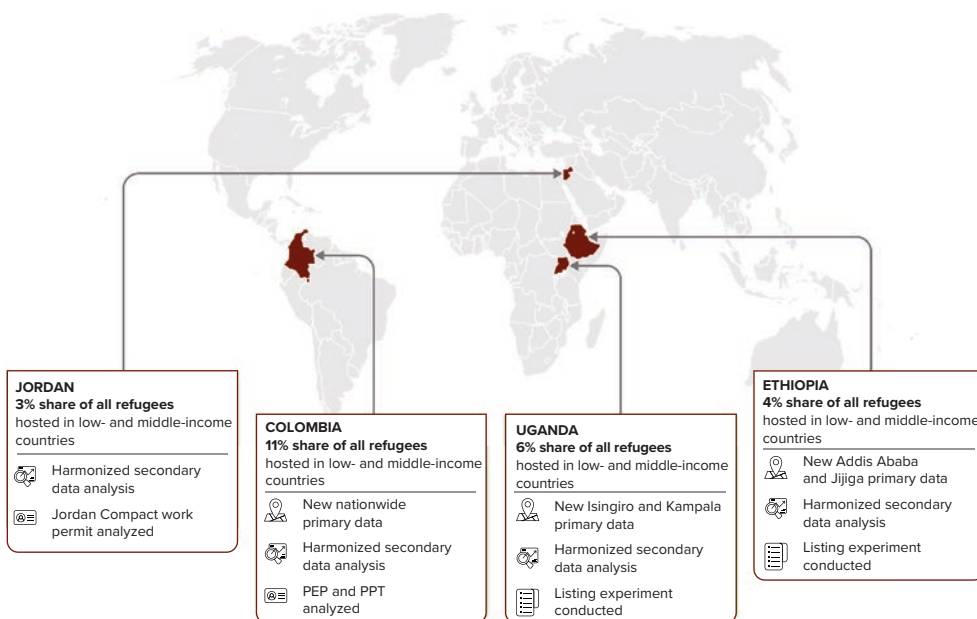 JORDAN
3% share of all refugees
hosted in low- and middle-income
countries
Harmonized secondary
data analysis
Jordan Compact work
permit analyzed
COLOMBIA
11% share of all refugees
hosted in low- and middle-income
countries
New nationwide
primary data
Harmonized secondary
data analysis
PEP and PPT
analyzed
UGANDA
6% share of all refugees
hosted in low- and middle-income
countries
New Isingiro and Kampala
primary data
Harmonized secondary
data analysis
Listing experiment
conducted
ETHIOPIA
4% share of all refugees
hosted in low- and middle-income
countries
New Addis Ababa
and Jijiga primary data
Harmonized secondary
data analysis
Listing experiment
conducted